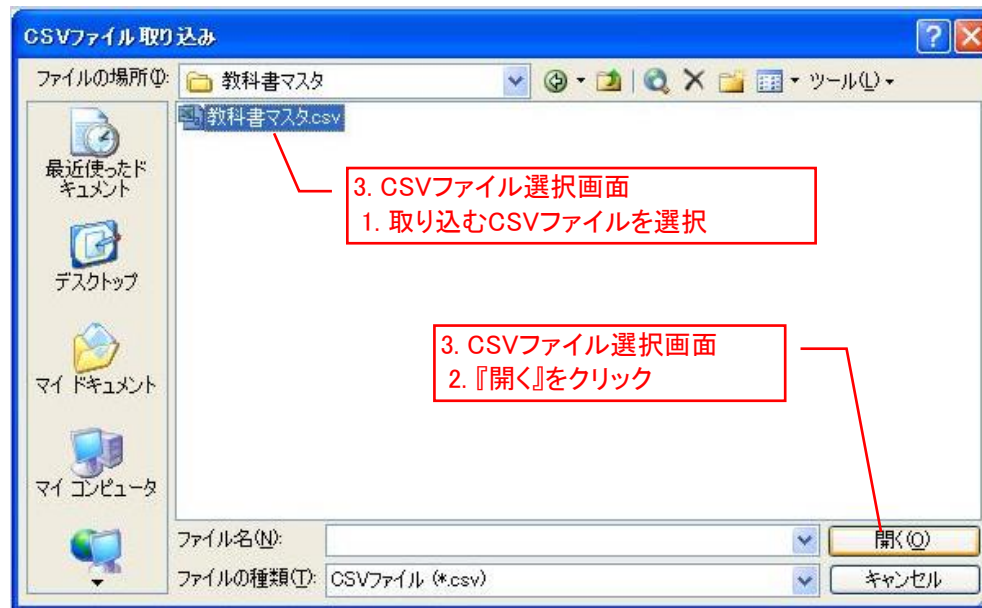 CSVファイル取り込み
ファイルの場所(I):
教科書マスタ
ツール(L)
教科書マスタ.csv
最近使ったド
キュメント
3. CSVファイル選択画面
1. 取り込むCSVファイルを選択
デスクトップ
3. CSVファイル選択画面
2.『開く』をクリック
マイ ドキュメント
マイ コンピュータ
ファイル名(N):
開く(O)
ファイルの種類(T):
CSVファイル (*.csv)
キャンセル